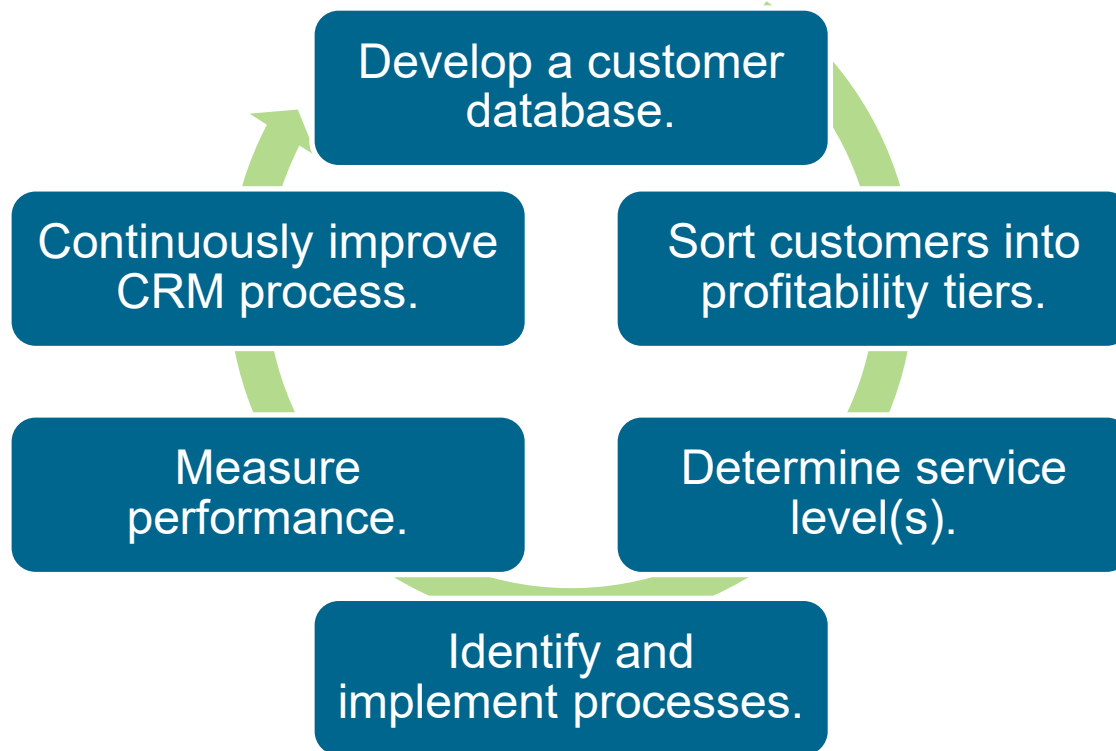 Develop a customer
database.
Sort customers into
profitability tiers.
Determine service
level(s).
Identify and
implement processes.
Measure
performance.
Continuously improve
CRM process.